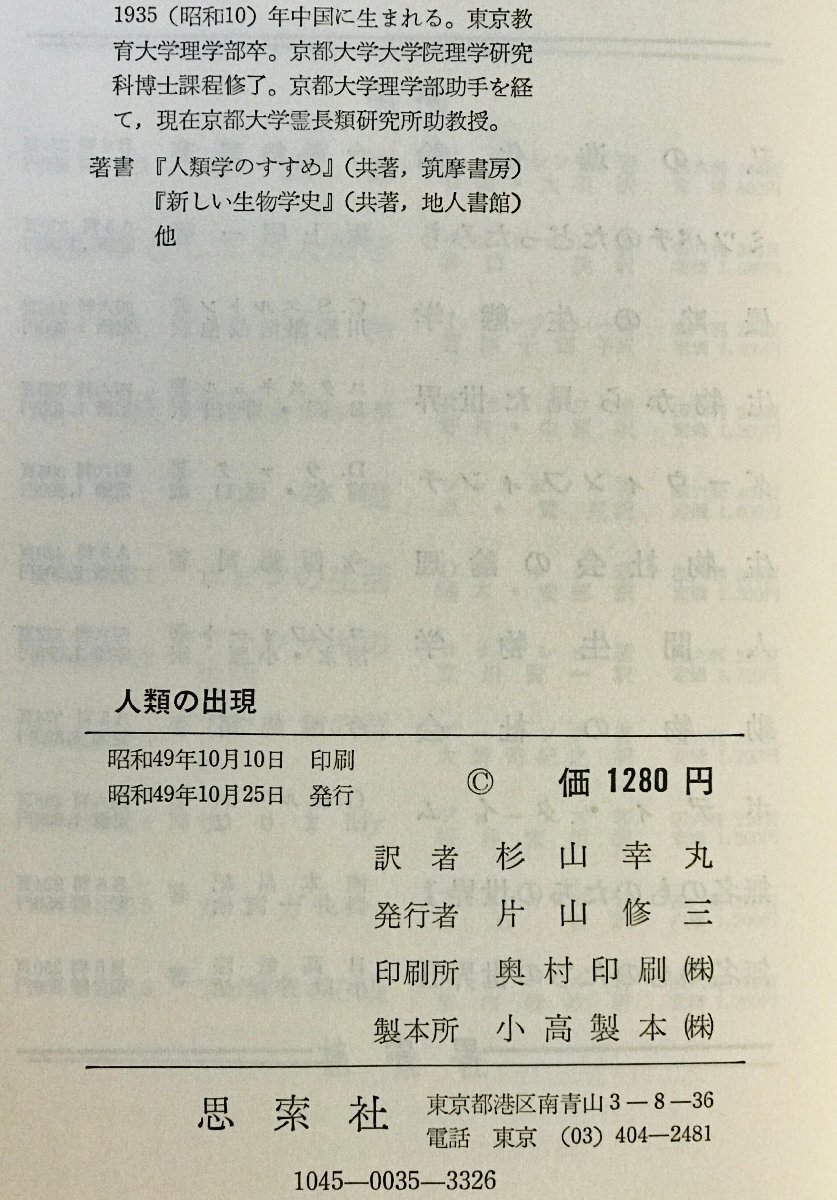 1935（昭和10）年中国に生まれる。東京教
育大学理学部卒。京都大学大学院理学研究
科博士課程修了。京都大学理学部助手を経
て，現在京都大学霊長類研究所助教授。
著書 『人類学のすすめ』（共著，筑摩書房）
『新しい生物学史』（共著，地人書館）
他
人類の出現
昭和49年10月10日 印刷
昭和49年10月25日 発行
© 価 1280 円
訳者 杉山幸丸
発行者 片山修三
印刷所 奥村印刷㈱
製本所 小高製本㈱
思索社
東京都港区南青山3－8－36
電話 東京 （03）404－2481
1045―0035―3326